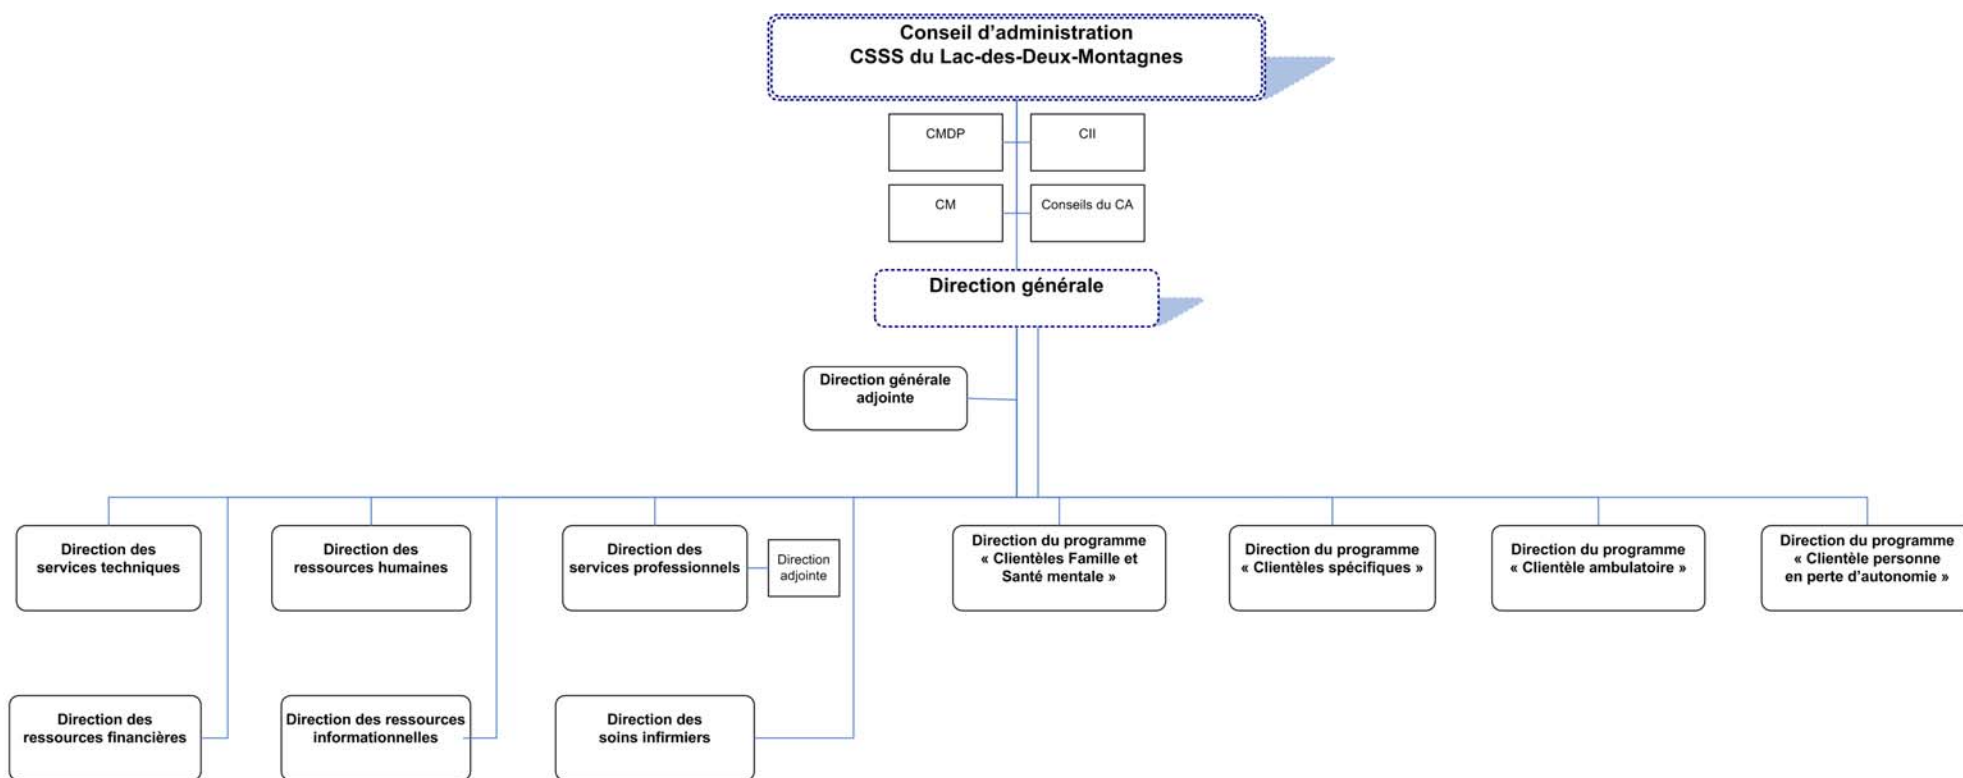 Conseil d’administration
CSSS du Lac-des-Deux-Montagnes
CMDP
CII
CM
Conseils du CA
Direction générale
Direction générale
adjointe
Direction des
services techniques
Direction des
ressources humaines
Direction des
services professionnels
Direction
adjointe
Direction du programme
« Clientèles Famille et
Santé mentale »
Direction du programme
« Clientèles spécifiques »
Direction du programme
« Clientèle ambulatoire »
Direction du programme
« Clientèle personne
en perte d’autonomie »
Direction des
ressources financières
Direction des ressources
informationnelles
Direction des
soins infirmiers